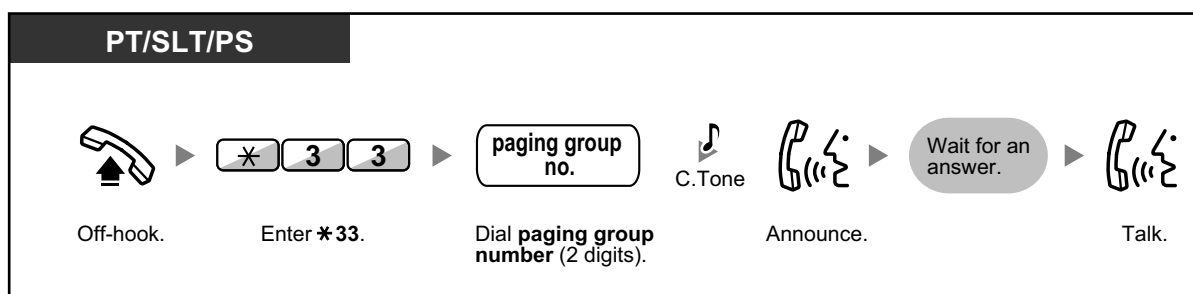 PT/SLT/PS
* 3 3
paging group
no.
C.Tone
Wait for an
answer.
Off-hook.
Enter *33.
Dial paging group
number (2 digits).
Announce.
Talk.